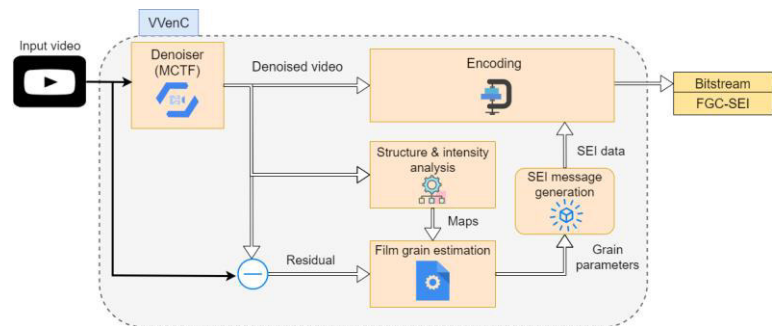 VVenC
Input video
Denoiser
(MCTF)
Denoised video
Encoding
Bitstream
FGC-SEI
Structure & intensity
analysis
SEI data
SEI message
generation
Maps
Residual
Film grain estimation
Grain
parameters